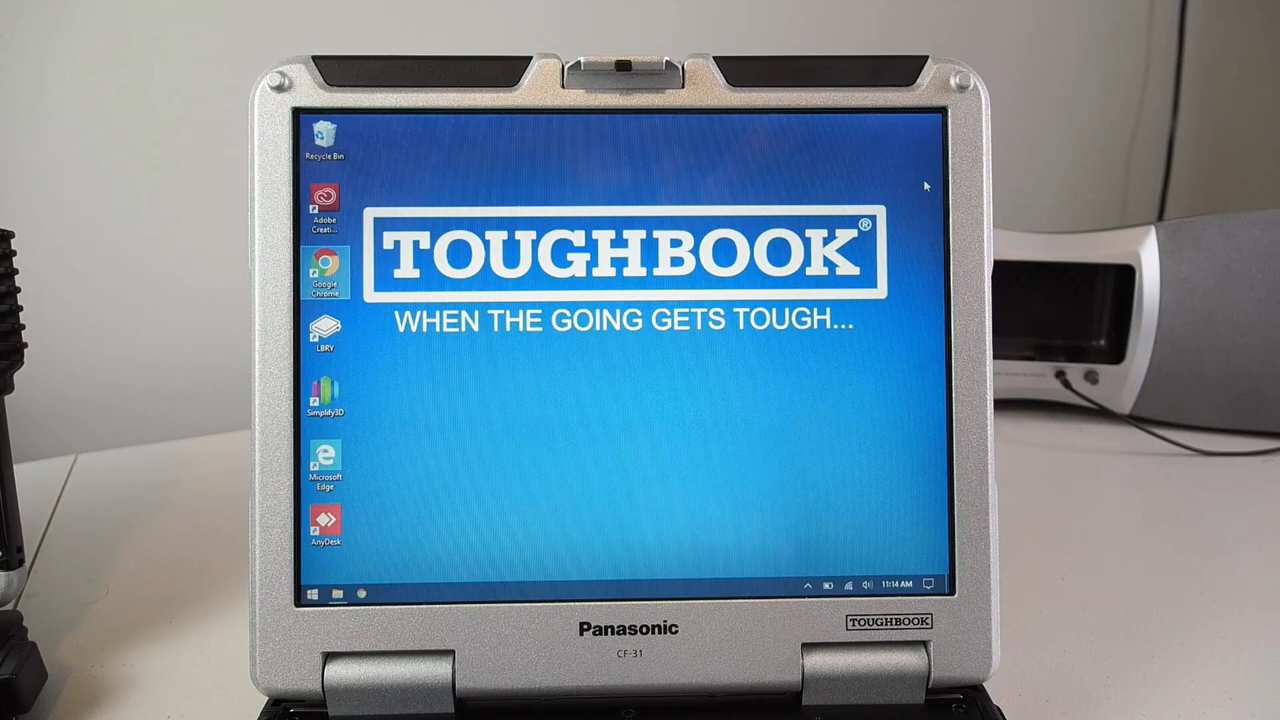 Recycle Bin
Adobe
Creati...
Google
Chrome
LBRY
Simplify3D
Microsoft
Edge
AnyDesk
TOUGHBOOK®
WHEN THE GOING GETS TOUGH...
11:14 AM
Panasonic
TOUGHBOOK
CF-31